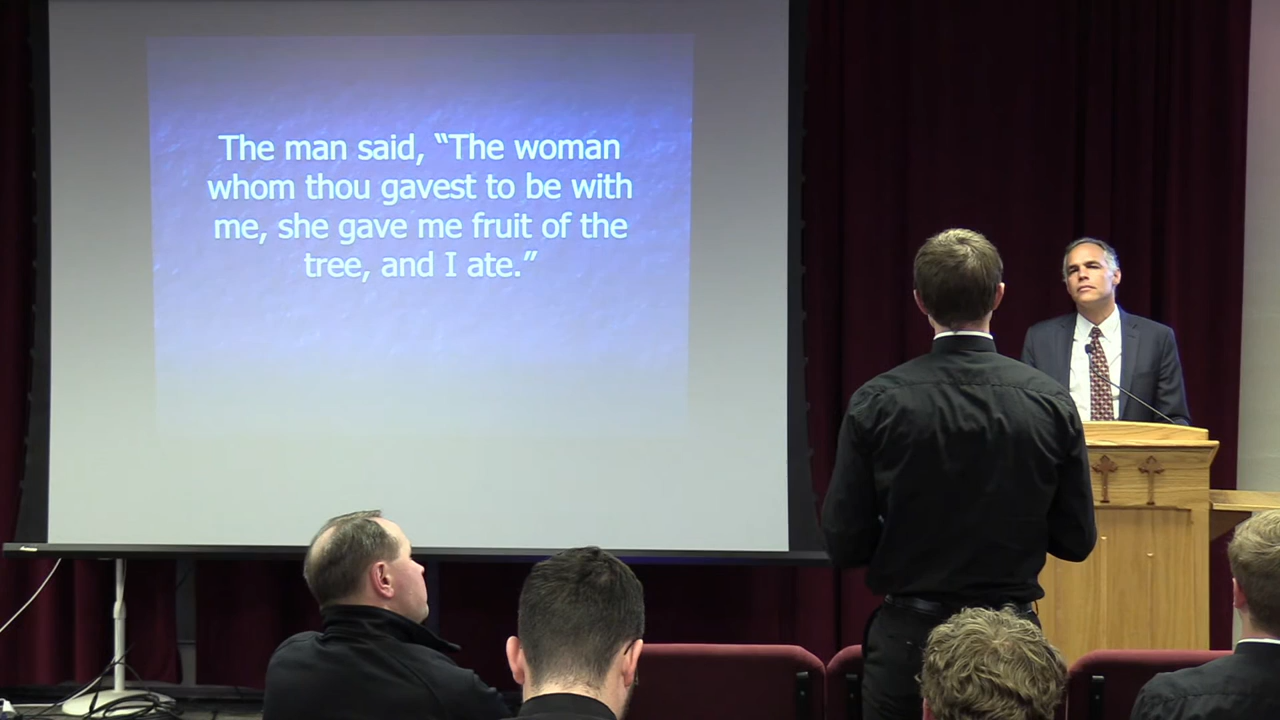 The man said, “The woman
whom thou gavest to be with
me, she gave me fruit of the
tree, and I ate.”